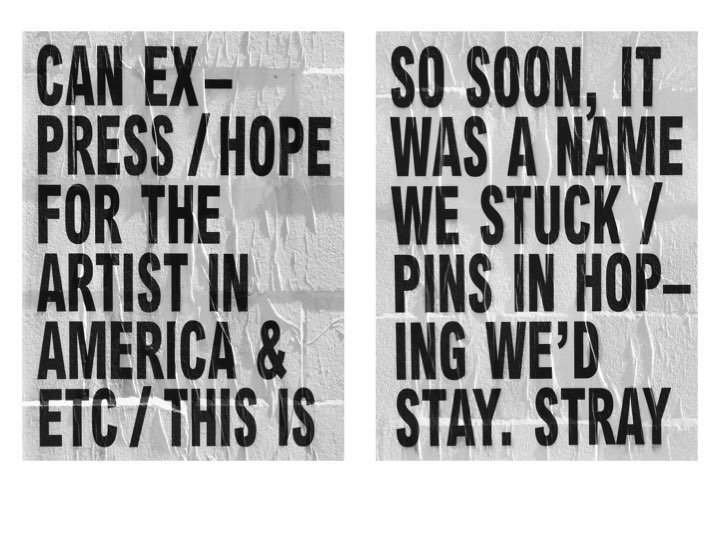 CAN EX–
PRESS / HOPE
FOR THE
ARTIST IN
AMERICA &
ETC / THIS IS
SO SOON, IT
WAS A NAME
WE STUCK /
PINS IN HOP–
ING WE'D
STAY. STRAY